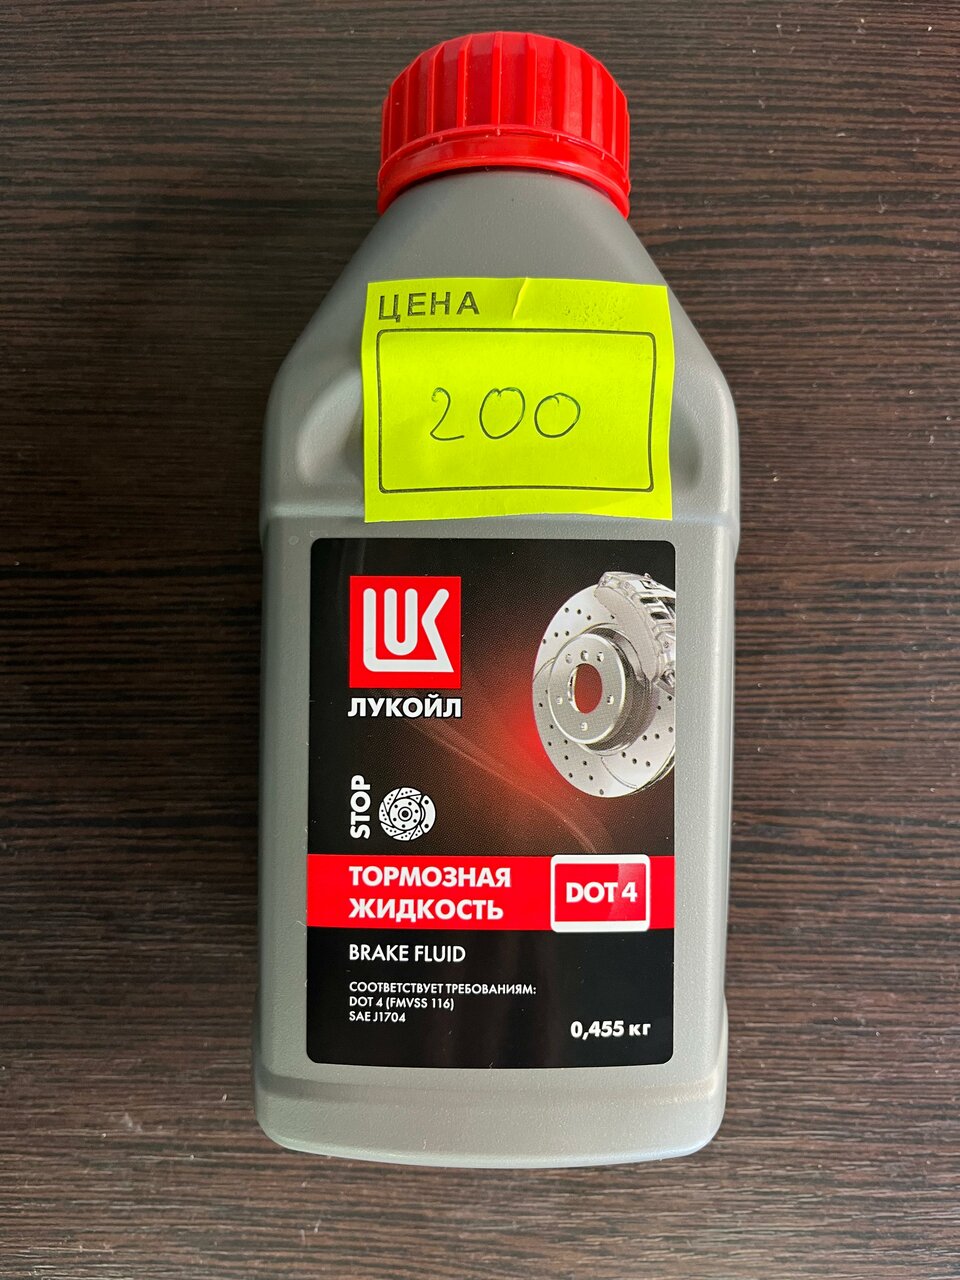 ЦЕНА
200
LUK
ЛУКОЙЛ
STOP
ТОРМОЗНАЯ
ЖИДКОСТЬ
DOT 4
BRAKE FLUID
СООТВЕТСТВУЕТ ТРЕБОВАНИЯМ:
DOT 4 (FMVSS 116)
SAE J1704
0,455 кг